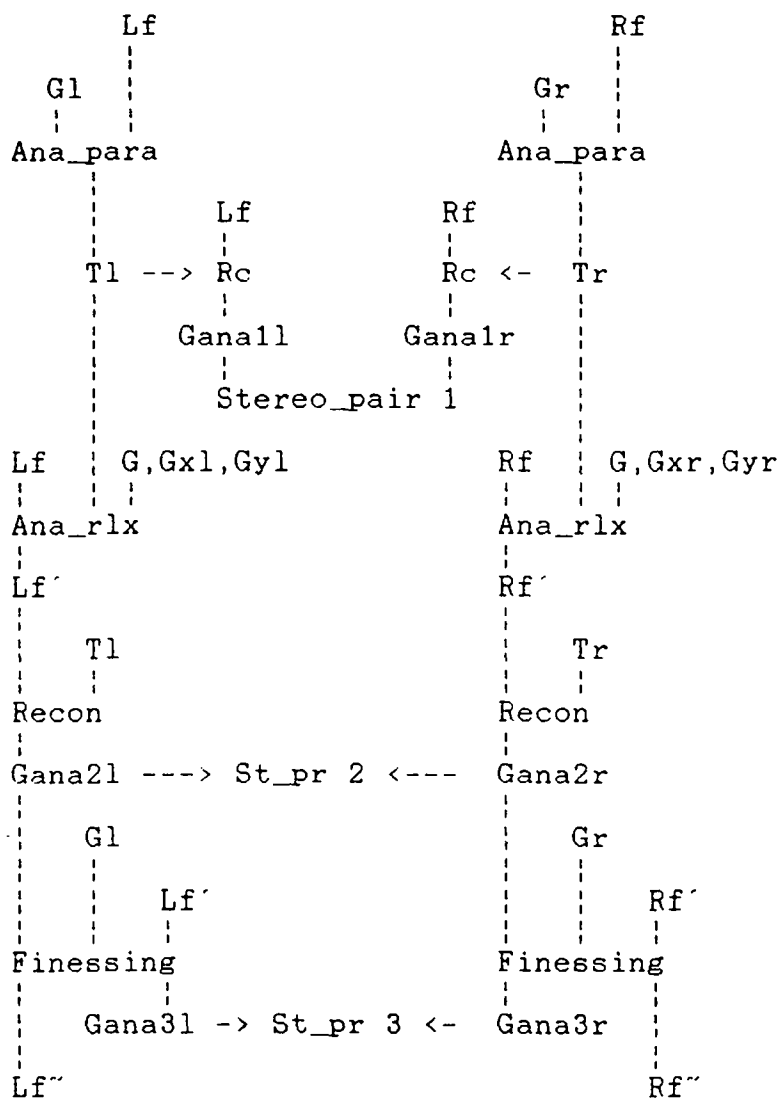 Lf Rf
Gl Gr
Ana_para Ana_para
Lf Rf
Tl --> Rc Rc <- Tr
Gana1l Gana1r
Stereo_pair 1
Lf G,Gxl,Gyl Rf G,Gxr,Gyr
Ana_rlx Ana_rlx
Lf´ Rf´
Tl Tr
Recon Recon
Gana2l ---> St_pr 2 <--- Gana2r
Gl Gr
Lf´ Rf´
Finessing Finessing
Gana3l -> St_pr 3 <- Gana3r
Lf˝ Rf˝